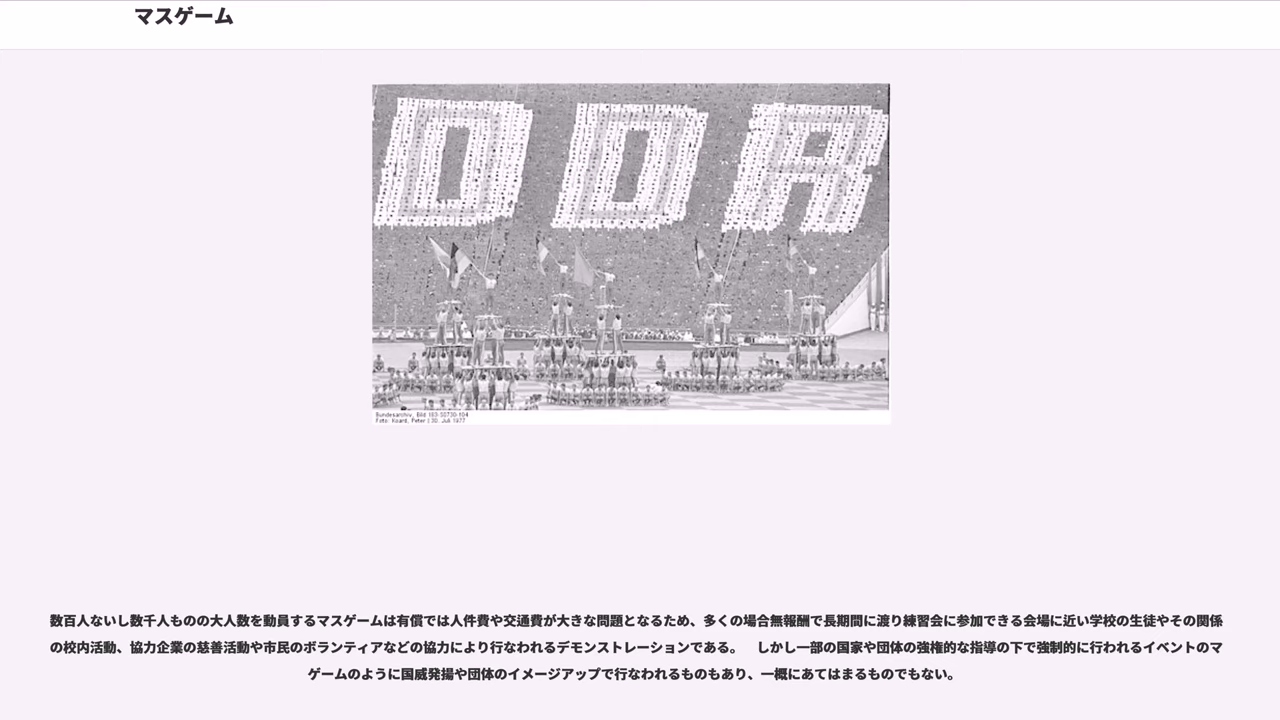 マスゲーム
DDR
Bundesarchiv, Bild 183-S0730-104
Foto: Koard, Peter | 30. Juli 1977
数百人ないし数千人ものの大人数を動員するマスゲームは有償では人件費や交通費が大きな問題となるため、多くの場合無報酬で長期間に渡り練習会に参加できる会場に近い学校の生徒やその関係
の校内活動、協力企業の慈善活動や市民のボランティアなどの協力により行なわれるデモンストレーションである。　しかし一部の国家や団体の強権的な指導の下で強制的に行われるイベントのマ
ゲームのように国威発揚や団体のイメージアップで行なわれるものもあり、一概にあてはまるものでもない。